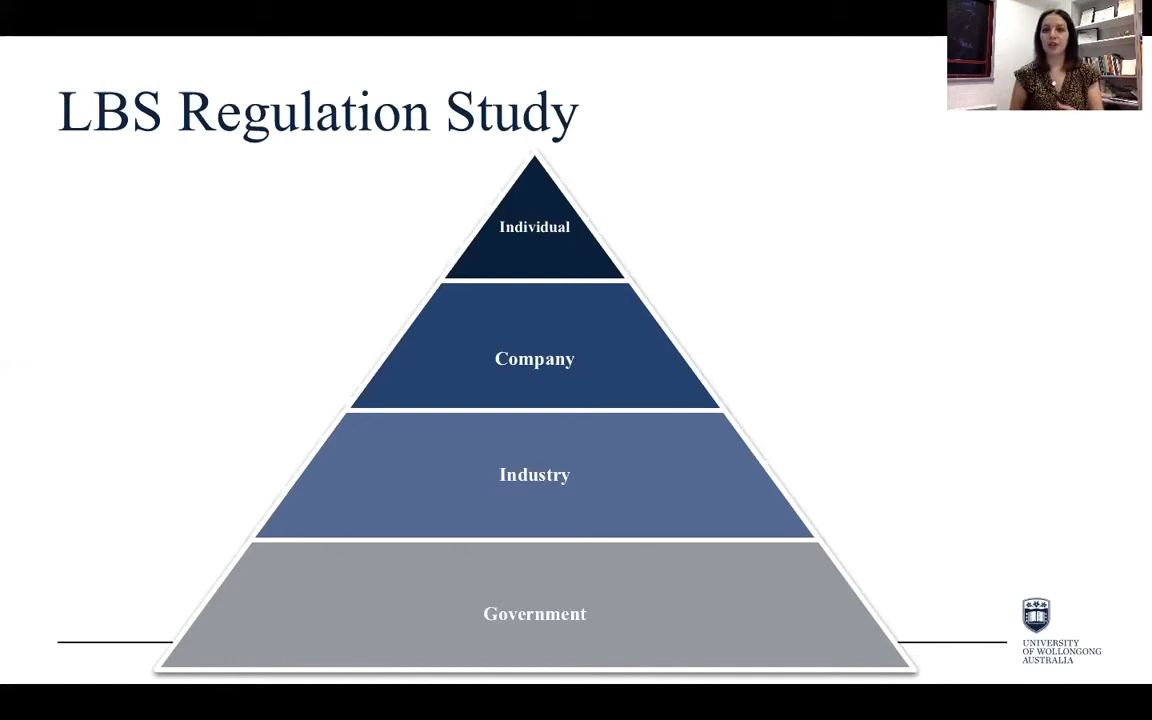 LBS Regulation Study
Individual
Company
Industry
Government
UNIVERSITY
OF WOLLONGONG
AUSTRALIA